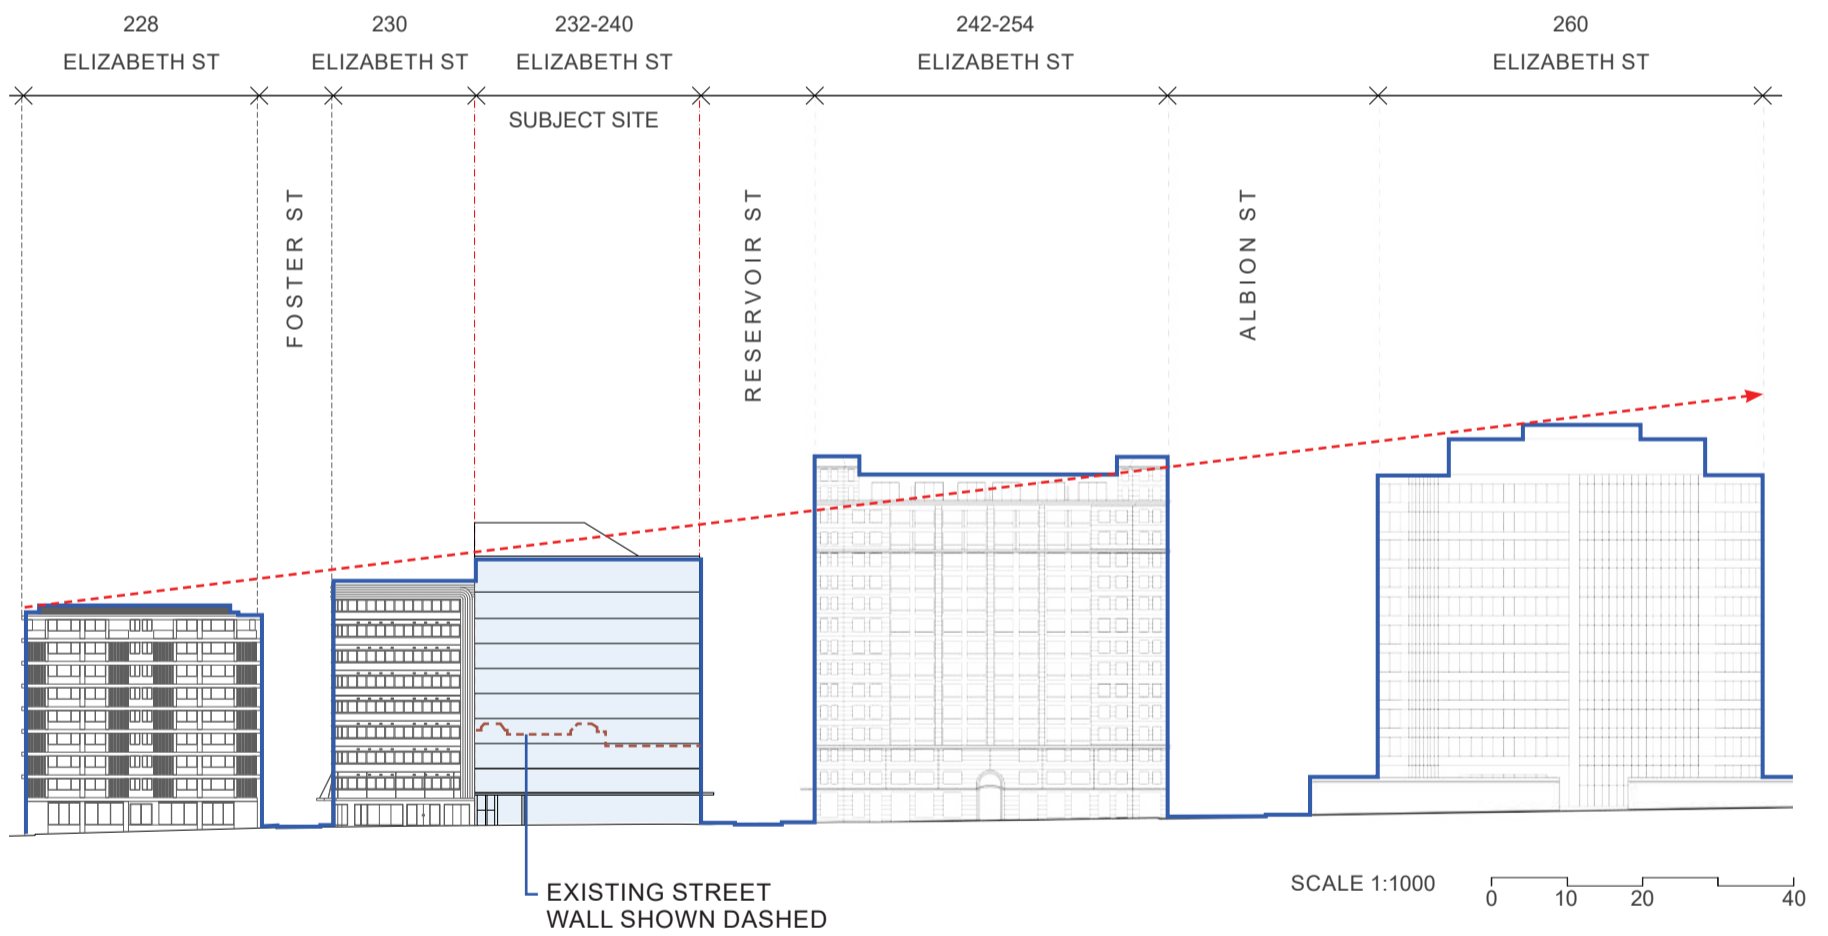 228
ELIZABETH ST
230
ELIZABETH ST
232-240
ELIZABETH ST
242-254
ELIZABETH ST
260
ELIZABETH ST
SUBJECT SITE
FOSTER ST
RESERVOIR ST
ALBION ST
EXISTING STREET
WALL SHOWN DASHED
SCALE 1:1000
0 10 20 40